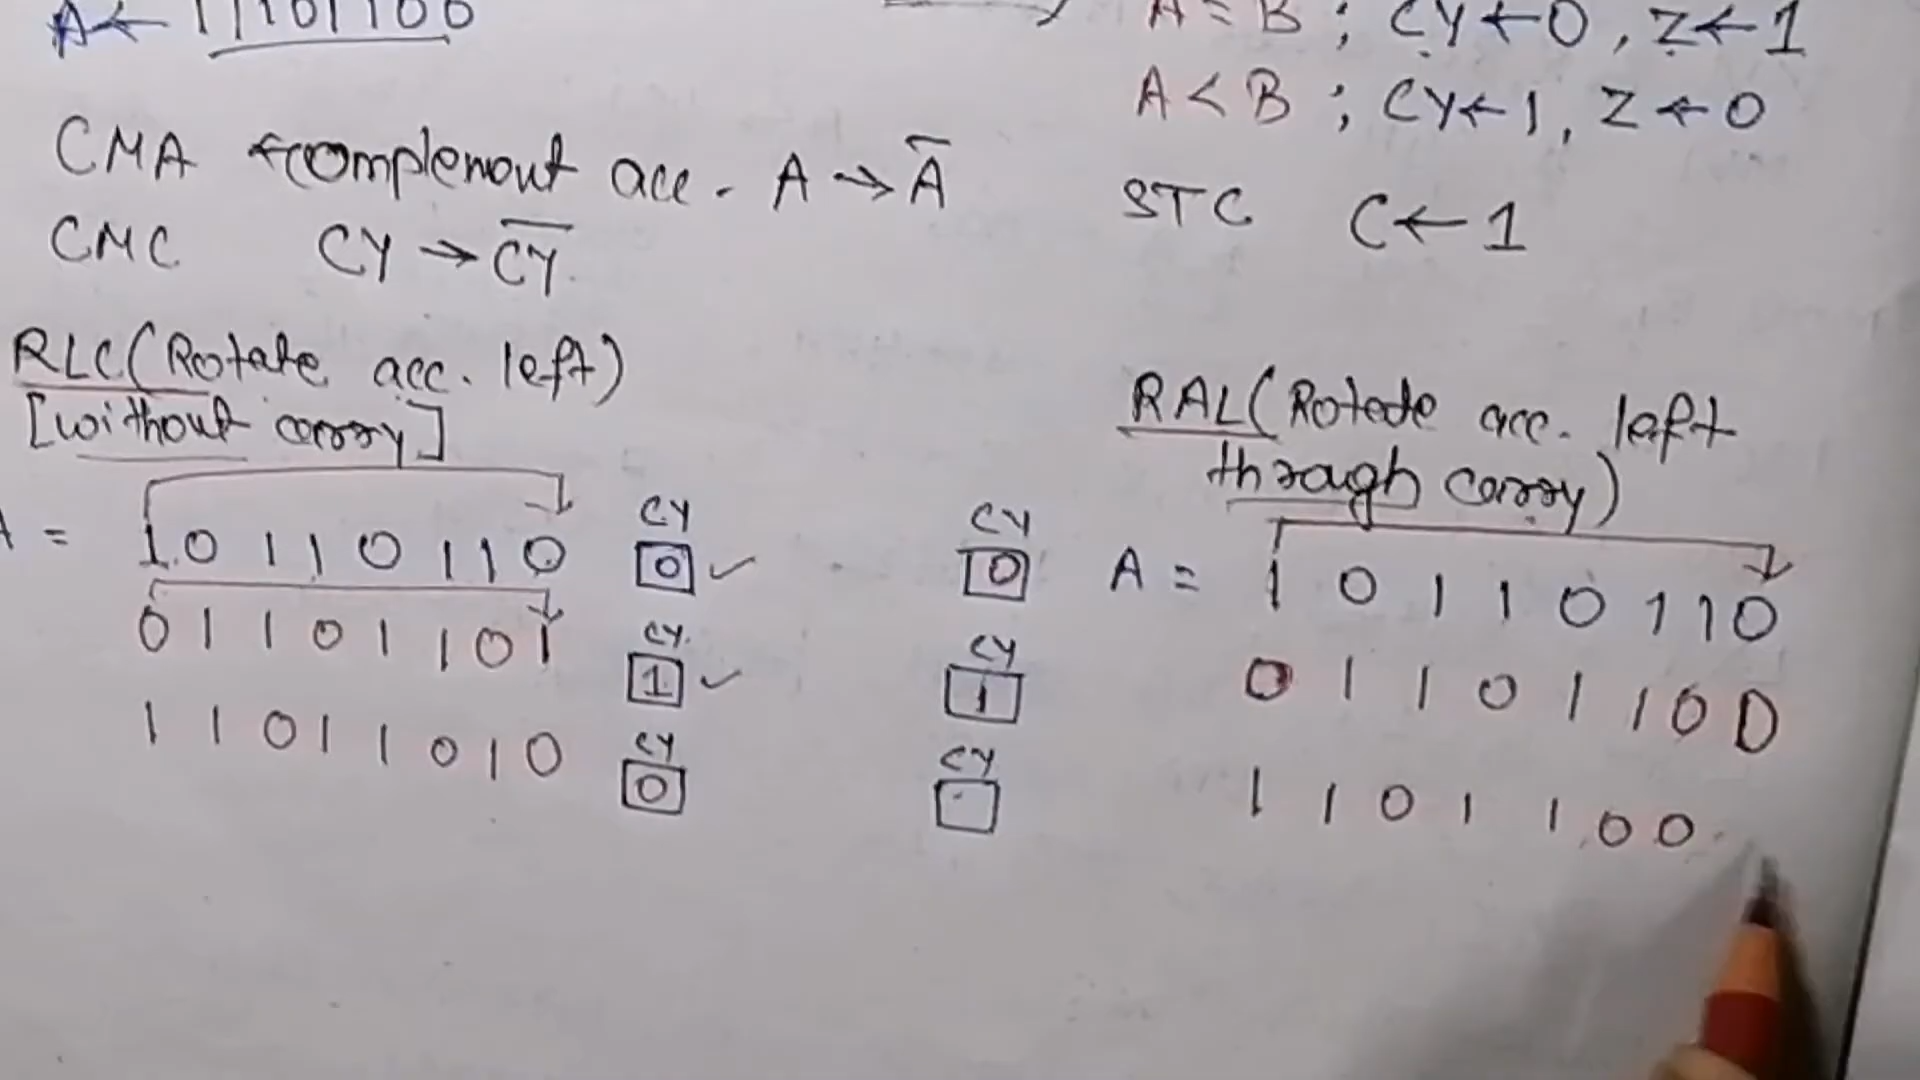 A ← 11101100
A = B ; CY ← 0 , Z ← 1
A < B ; CY ← 1, Z ← 0
CMA ← complement acc. A → A̅
CMC CY → C̅Y̅
STC C ← 1
RLC (Rotate acc. left)
[without carry]
A = 1 0 1 1 0 1 1 0
CY
0 ✓
0 1 1 0 1 1 0 1
CY
1 ✓
1 1 0 1 1 0 1 0
CY
0
RAL (Rotate acc. left
through carry)
CY
0
A = 1 0 1 1 0 1 1 0
CY
1
0 1 1 0 1 1 0 0
CY
1 1 0 1 1 0 0